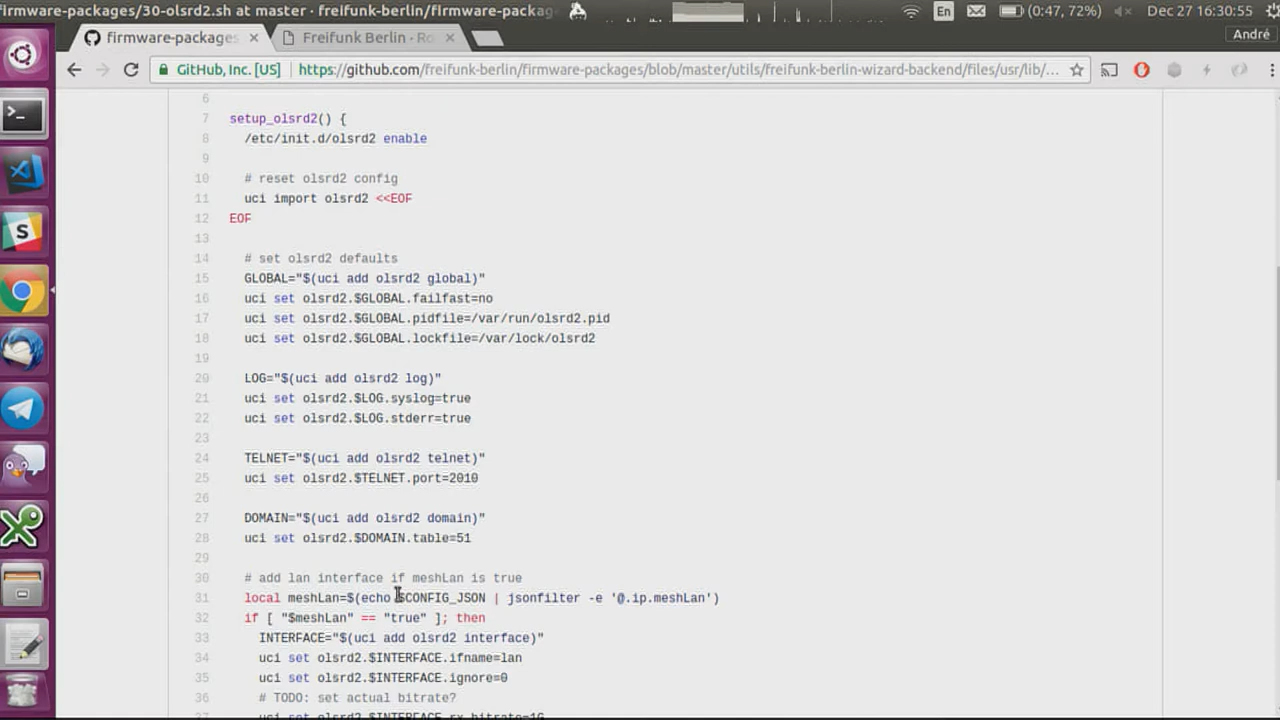 firmware-packages/30-olsrd2.sh at master · freifunk-berlin/firmware-packag
En
(0:47, 72%)
Dec 27 16:30:55
firmware-packages
Freifunk Berlin · Ro
André
GitHub, Inc. [US]
https://github.com/freifunk-berlin/firmware-packages/blob/master/utils/freifunk-berlin-wizard-backend/files/usr/lib/…
6
7 setup_olsrd2() {
8 /etc/init.d/olsrd2 enable
9
10 # reset olsrd2 config
11 uci import olsrd2 <<EOF
12 EOF
13
14 # set olsrd2 defaults
15 GLOBAL="$(uci add olsrd2 global)"
16 uci set olsrd2.$GLOBAL.failfast=no
17 uci set olsrd2.$GLOBAL.pidfile=/var/run/olsrd2.pid
18 uci set olsrd2.$GLOBAL.lockfile=/var/lock/olsrd2
19
20 LOG="$(uci add olsrd2 log)"
21 uci set olsrd2.$LOG.syslog=true
22 uci set olsrd2.$LOG.stderr=true
23
24 TELNET="$(uci add olsrd2 telnet)"
25 uci set olsrd2.$TELNET.port=2010
26
27 DOMAIN="$(uci add olsrd2 domain)"
28 uci set olsrd2.$DOMAIN.table=51
29
30 # add lan interface if meshLan is true
31 local meshLan=$(echo $CONFIG_JSON | jsonfilter -e '@.ip.meshLan')
32 if [ "$meshLan" == "true" ]; then
33 INTERFACE="$(uci add olsrd2 interface)"
34 uci set olsrd2.$INTERFACE.ifname=lan
35 uci set olsrd2.$INTERFACE.ignore=0
36 # TODO: set actual bitrate?
37 uci set olsrd2.$INTERFACE.rx_bitrate=1G